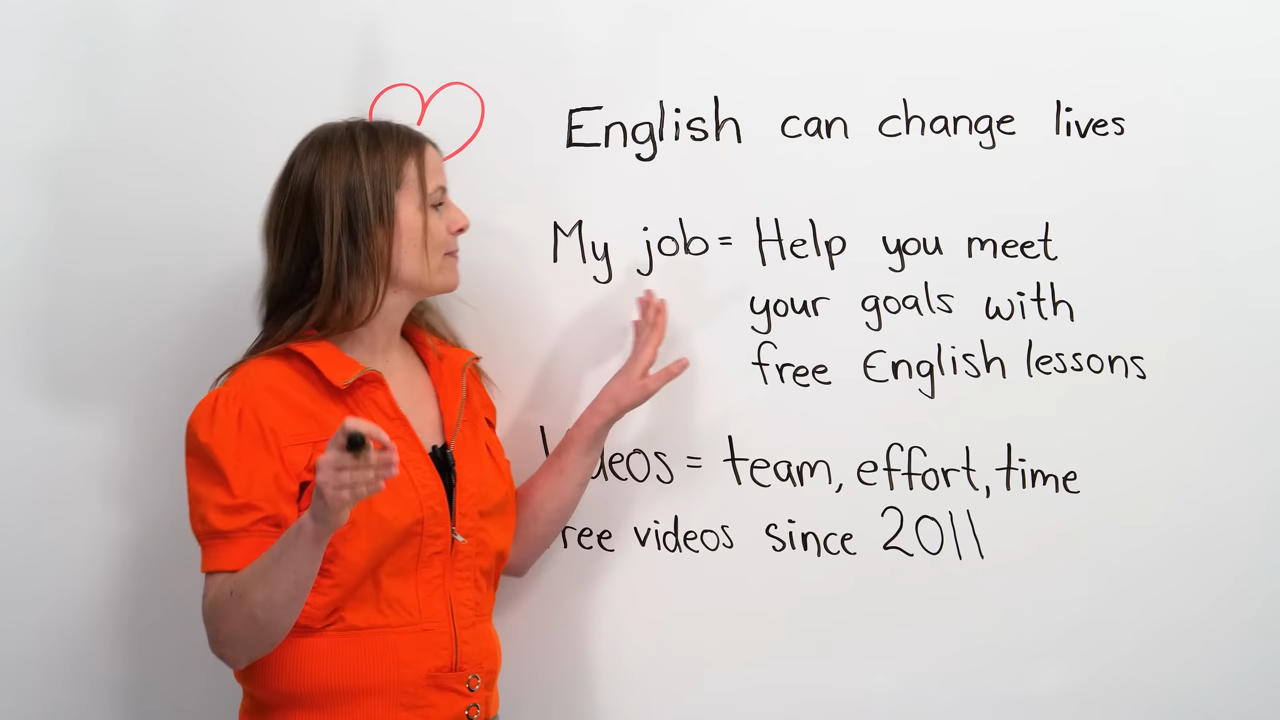 English can change lives
My job = Help you meet
your goals with
free English lessons
= team, effort, time
videos since 2011